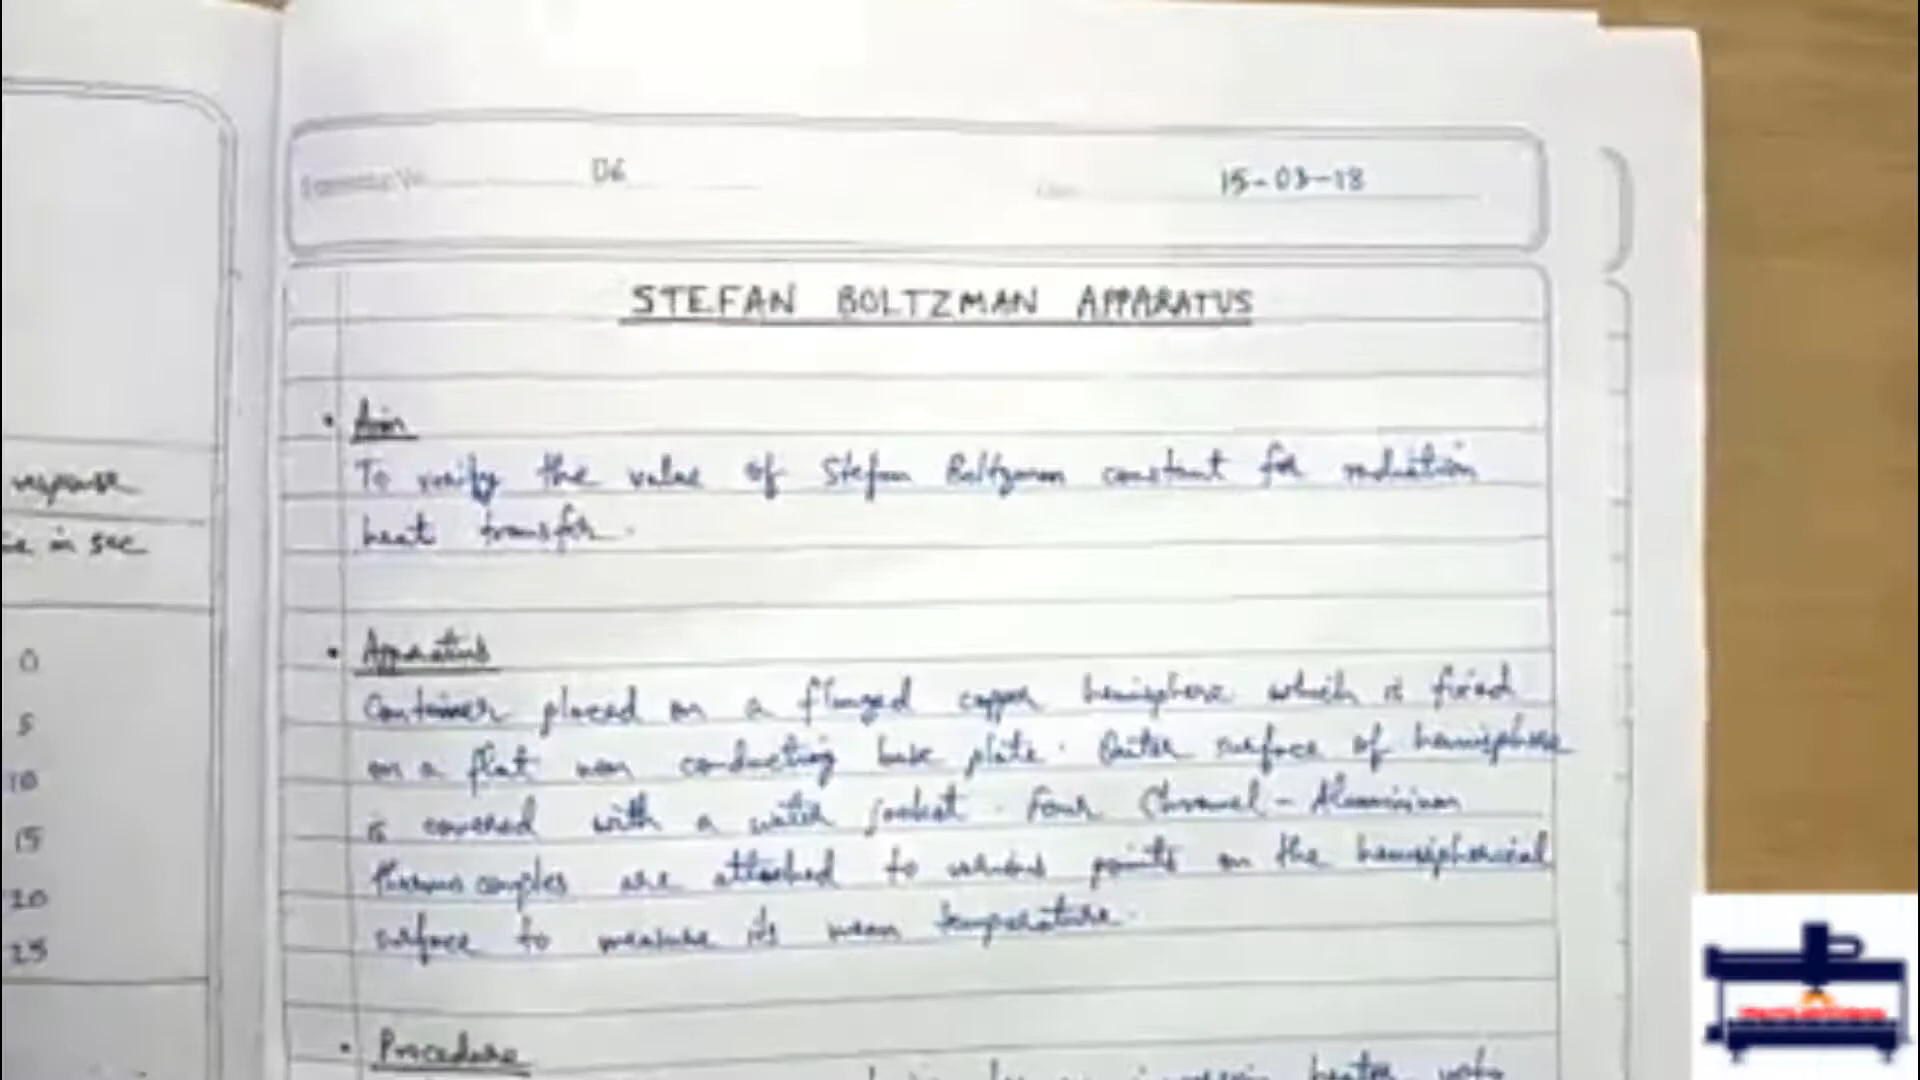 response
in sec
0
5
10
15
20
25
Experiment No. 06
15-03-18
STEFAN BOLTZMAN APPARATUS
• Aim
To verify the value of Stefan Boltzman constant for radiation
heat transfer.
• Apparatus
Container placed on a flanged copper hemisphere which is fixed
on a flat non conducting base plate. Outer surface of hemisphere
is covered with a water jacket. Four Chromel - Aluminium
thermocouples are attached to various points on the hemispherical
surface to measure its mean temperature.
• Procedure
heater